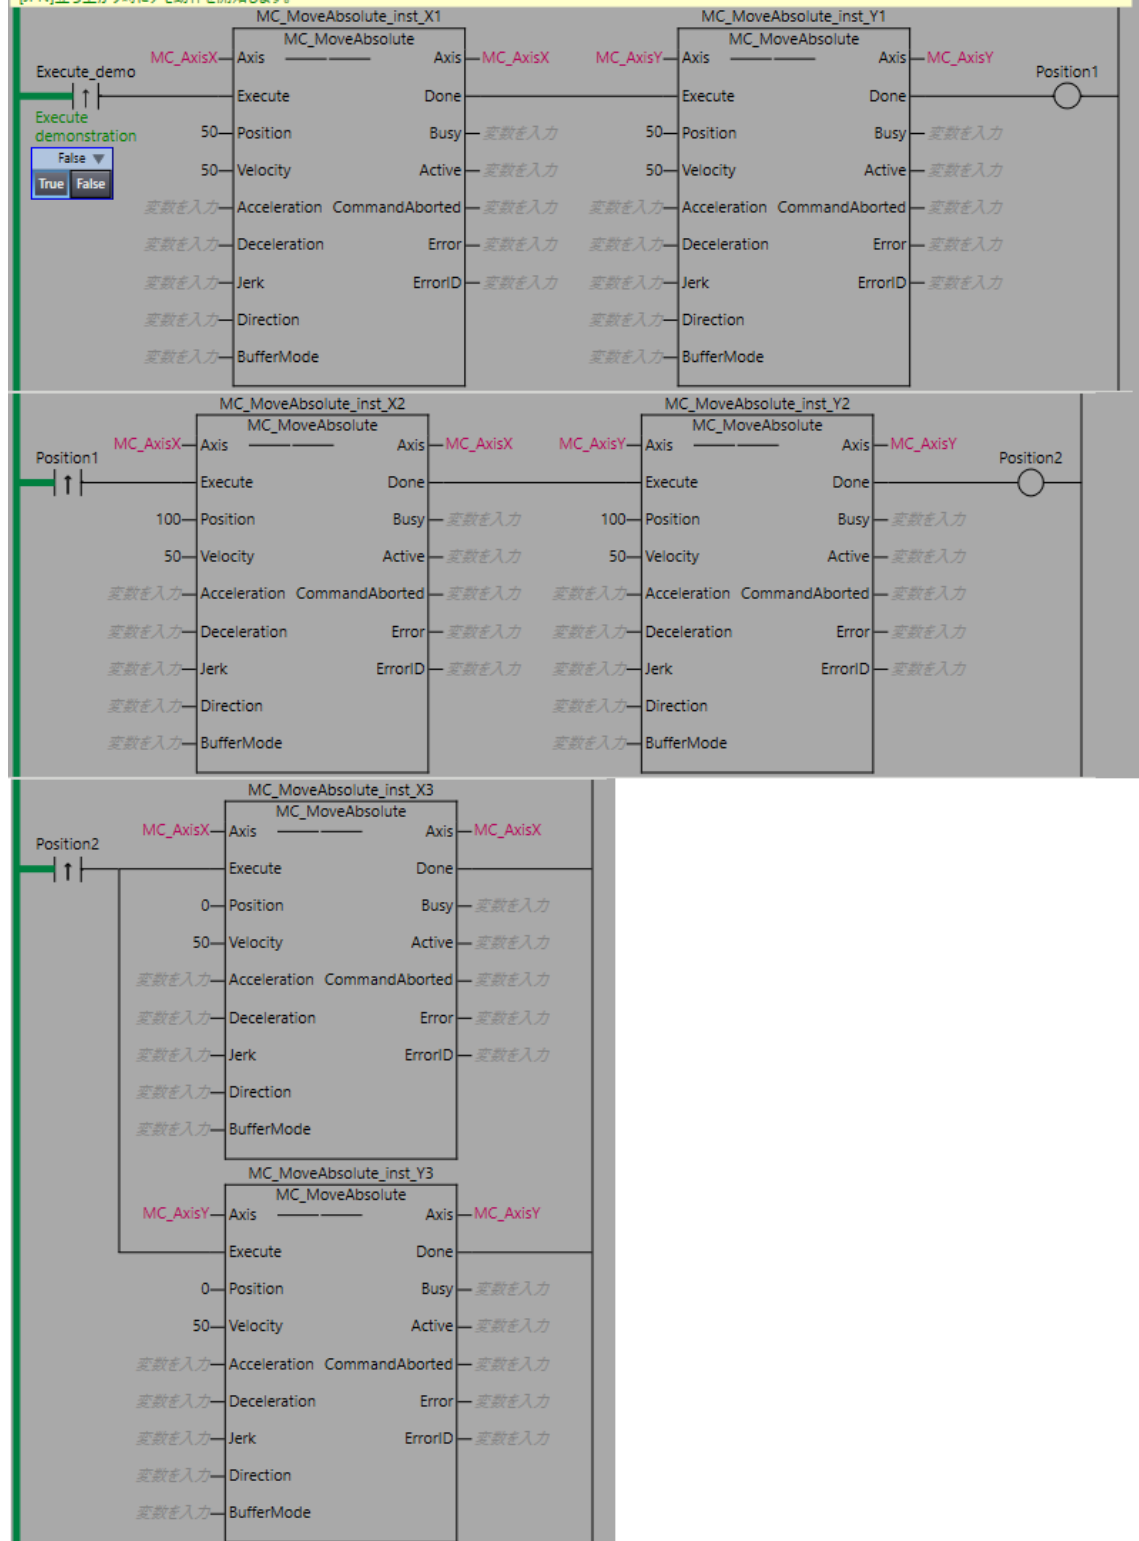 MC_MoveAbsolute_inst_X1 MC_MoveAbsolute_inst_Y1
MC_MoveAbsolute MC_MoveAbsolute
MC_AxisX Axis Axis MC_AxisX MC_AxisY Axis Axis MC_AxisY
Execute_demo Position1
Execute Done Execute Done
Execute
demonstration
50 Position Busy 変数を入力 50 Position Busy 変数を入力
False
True False
50 Velocity Active 変数を入力 50 Velocity Active 変数を入力
変数を入力 Acceleration CommandAborted 変数を入力 変数を入力 Acceleration CommandAborted 変数を入力
変数を入力 Deceleration Error 変数を入力 変数を入力 Deceleration Error 変数を入力
変数を入力 Jerk ErrorID 変数を入力 変数を入力 Jerk ErrorID 変数を入力
変数を入力 Direction 変数を入力 Direction
変数を入力 BufferMode 変数を入力 BufferMode
MC_MoveAbsolute_inst_X2 MC_MoveAbsolute_inst_Y2
MC_MoveAbsolute MC_MoveAbsolute
MC_AxisX Axis Axis MC_AxisX MC_AxisY Axis Axis MC_AxisY
Position1 Position2
Execute Done Execute Done
100 Position Busy 変数を入力 100 Position Busy 変数を入力
50 Velocity Active 変数を入力 50 Velocity Active 変数を入力
変数を入力 Acceleration CommandAborted 変数を入力 変数を入力 Acceleration CommandAborted 変数を入力
変数を入力 Deceleration Error 変数を入力 変数を入力 Deceleration Error 変数を入力
変数を入力 Jerk ErrorID 変数を入力 変数を入力 Jerk ErrorID 変数を入力
変数を入力 Direction 変数を入力 Direction
変数を入力 BufferMode 変数を入力 BufferMode
MC_MoveAbsolute_inst_X3
MC_MoveAbsolute
MC_AxisX Axis Axis MC_AxisX
Position2
Execute Done
0 Position Busy 変数を入力
50 Velocity Active 変数を入力
変数を入力 Acceleration CommandAborted 変数を入力
変数を入力 Deceleration Error 変数を入力
変数を入力 Jerk ErrorID 変数を入力
変数を入力 Direction
変数を入力 BufferMode
MC_MoveAbsolute_inst_Y3
MC_MoveAbsolute
MC_AxisY Axis Axis MC_AxisY
Execute Done
0 Position Busy 変数を入力
50 Velocity Active 変数を入力
変数を入力 Acceleration CommandAborted 変数を入力
変数を入力 Deceleration Error 変数を入力
変数を入力 Jerk ErrorID 変数を入力
変数を入力 Direction
変数を入力 BufferMode